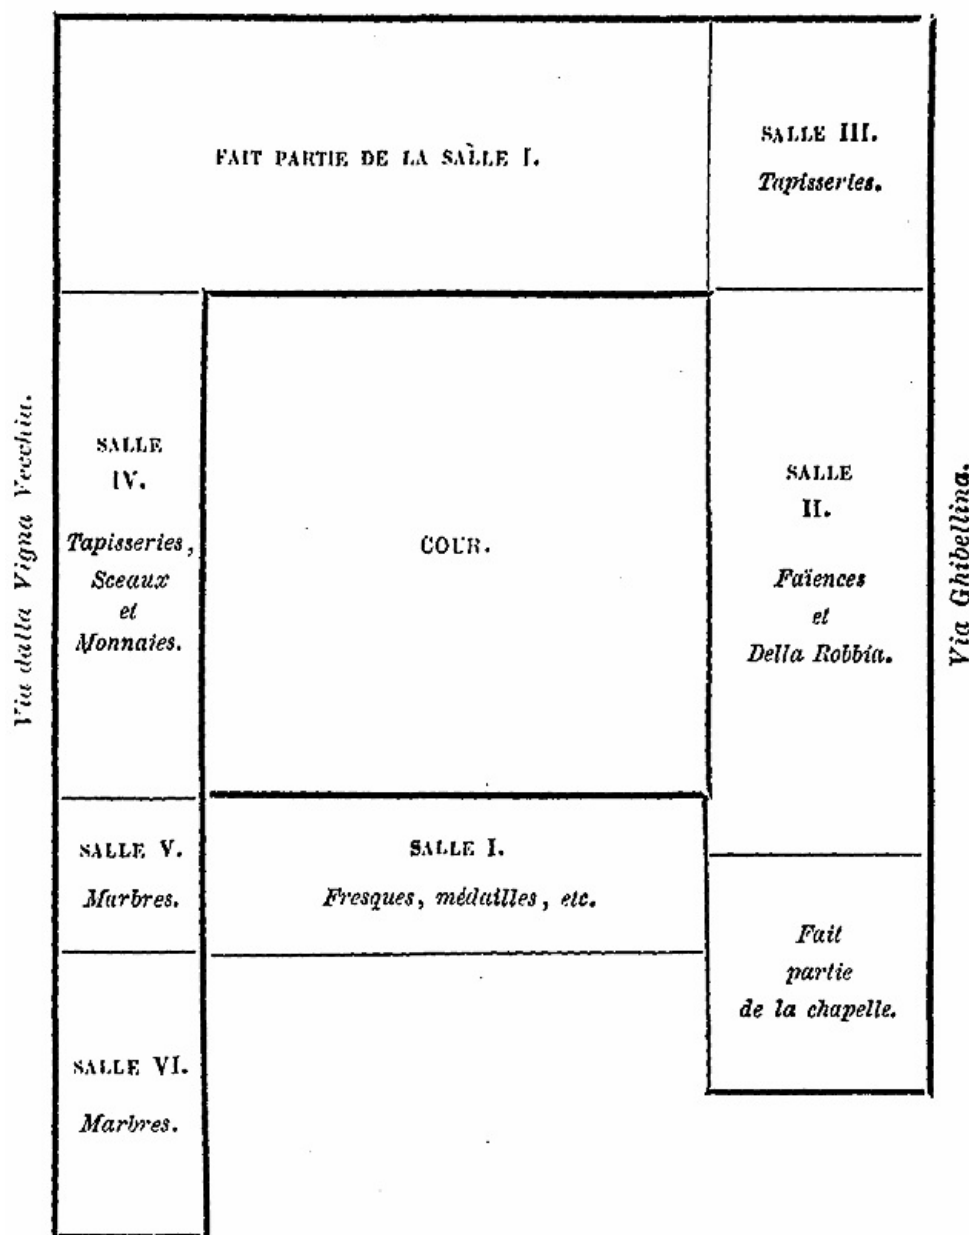 FAIT PARTIE DE LA SALLE I.
SALLE III.
Tapisseries.
Via dalla Vigna Vecchia.
SALLE
IV.
Tapisseries,
Sceaux
et
Monnaies.
COUR.
SALLE
II.
Faïences
et
Della Robbia.
Via Ghibellina.
SALLE V.
Marbres.
SALLE I.
Fresques, médailles, etc.
Fait
partie
de la chapelle.
SALLE VI.
Marbres.